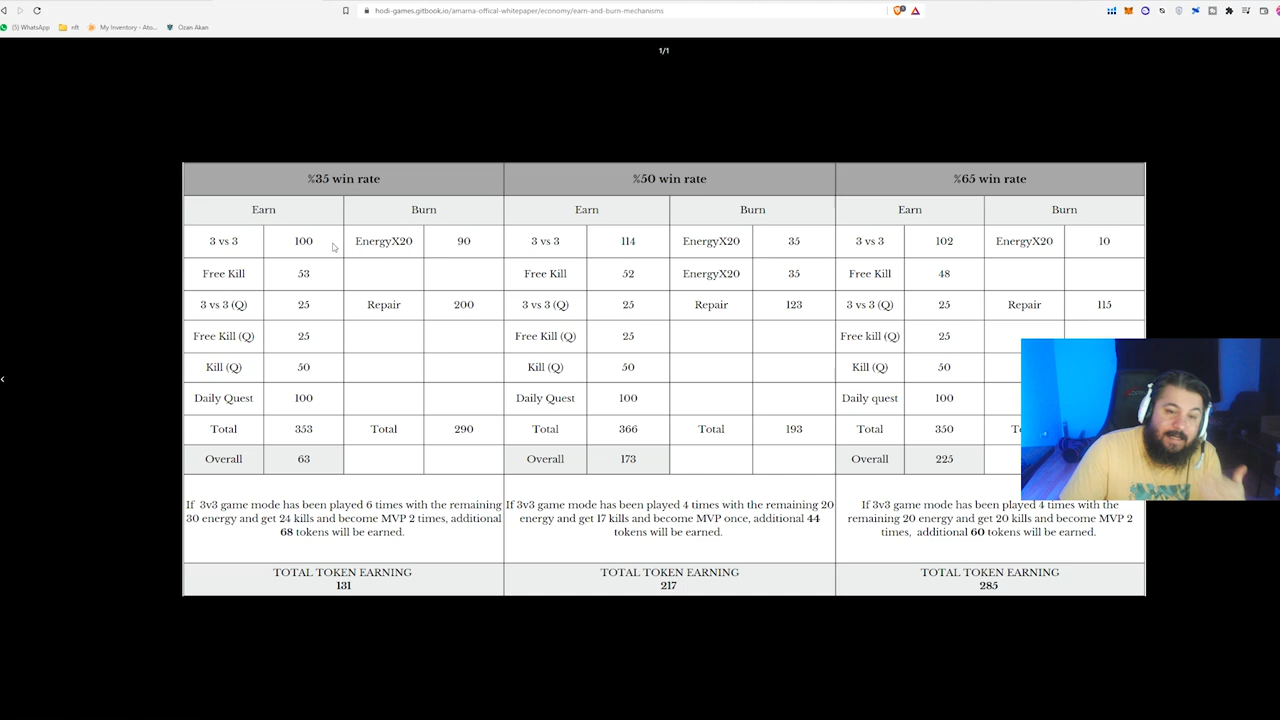 hodi-games.gitbook.io/amarna-offical-whitepaper/economy/earn-and-burn-mechanisms
(5) WhatsApp nft My Inventory - Ato... Ozan Akan
1/1
%35 win rate %50 win rate %65 win rate
Earn Burn Earn Burn Earn Burn
3 vs 3 100 EnergyX20 90 3 vs 3 114 EnergyX20 35 3 vs 3 102 EnergyX20 10
Free Kill 53 Free Kill 52 EnergyX20 35 Free Kill 48
3 vs 3 (Q) 25 Repair 200 3 vs 3 (Q) 25 Repair 123 3 vs 3 (Q) 25 Repair 115
Free Kill (Q) 25 Free Kill (Q) 25 Free kill (Q) 25
Kill (Q) 50 Kill (Q) 50 Kill (Q) 50
Daily Quest 100 Daily Quest 100 Daily quest 100
Total 353 Total 290 Total 366 Total 193 Total 350
Overall 63 Overall 173 Overall 225
If 3v3 game mode has been played 6 times with the remaining
30 energy and get 24 kills and become MVP 2 times, additional
68 tokens will be earned.
If 3v3 game mode has been played 4 times with the remaining 20
energy and get 17 kills and become MVP once, additional 44
tokens will be earned.
If 3v3 game mode has been played 4 times with the
remaining 20 energy and get 20 kills and become MVP 2
times, additional 60 tokens will be earned.
TOTAL TOKEN EARNING TOTAL TOKEN EARNING TOTAL TOKEN EARNING
131 217 285